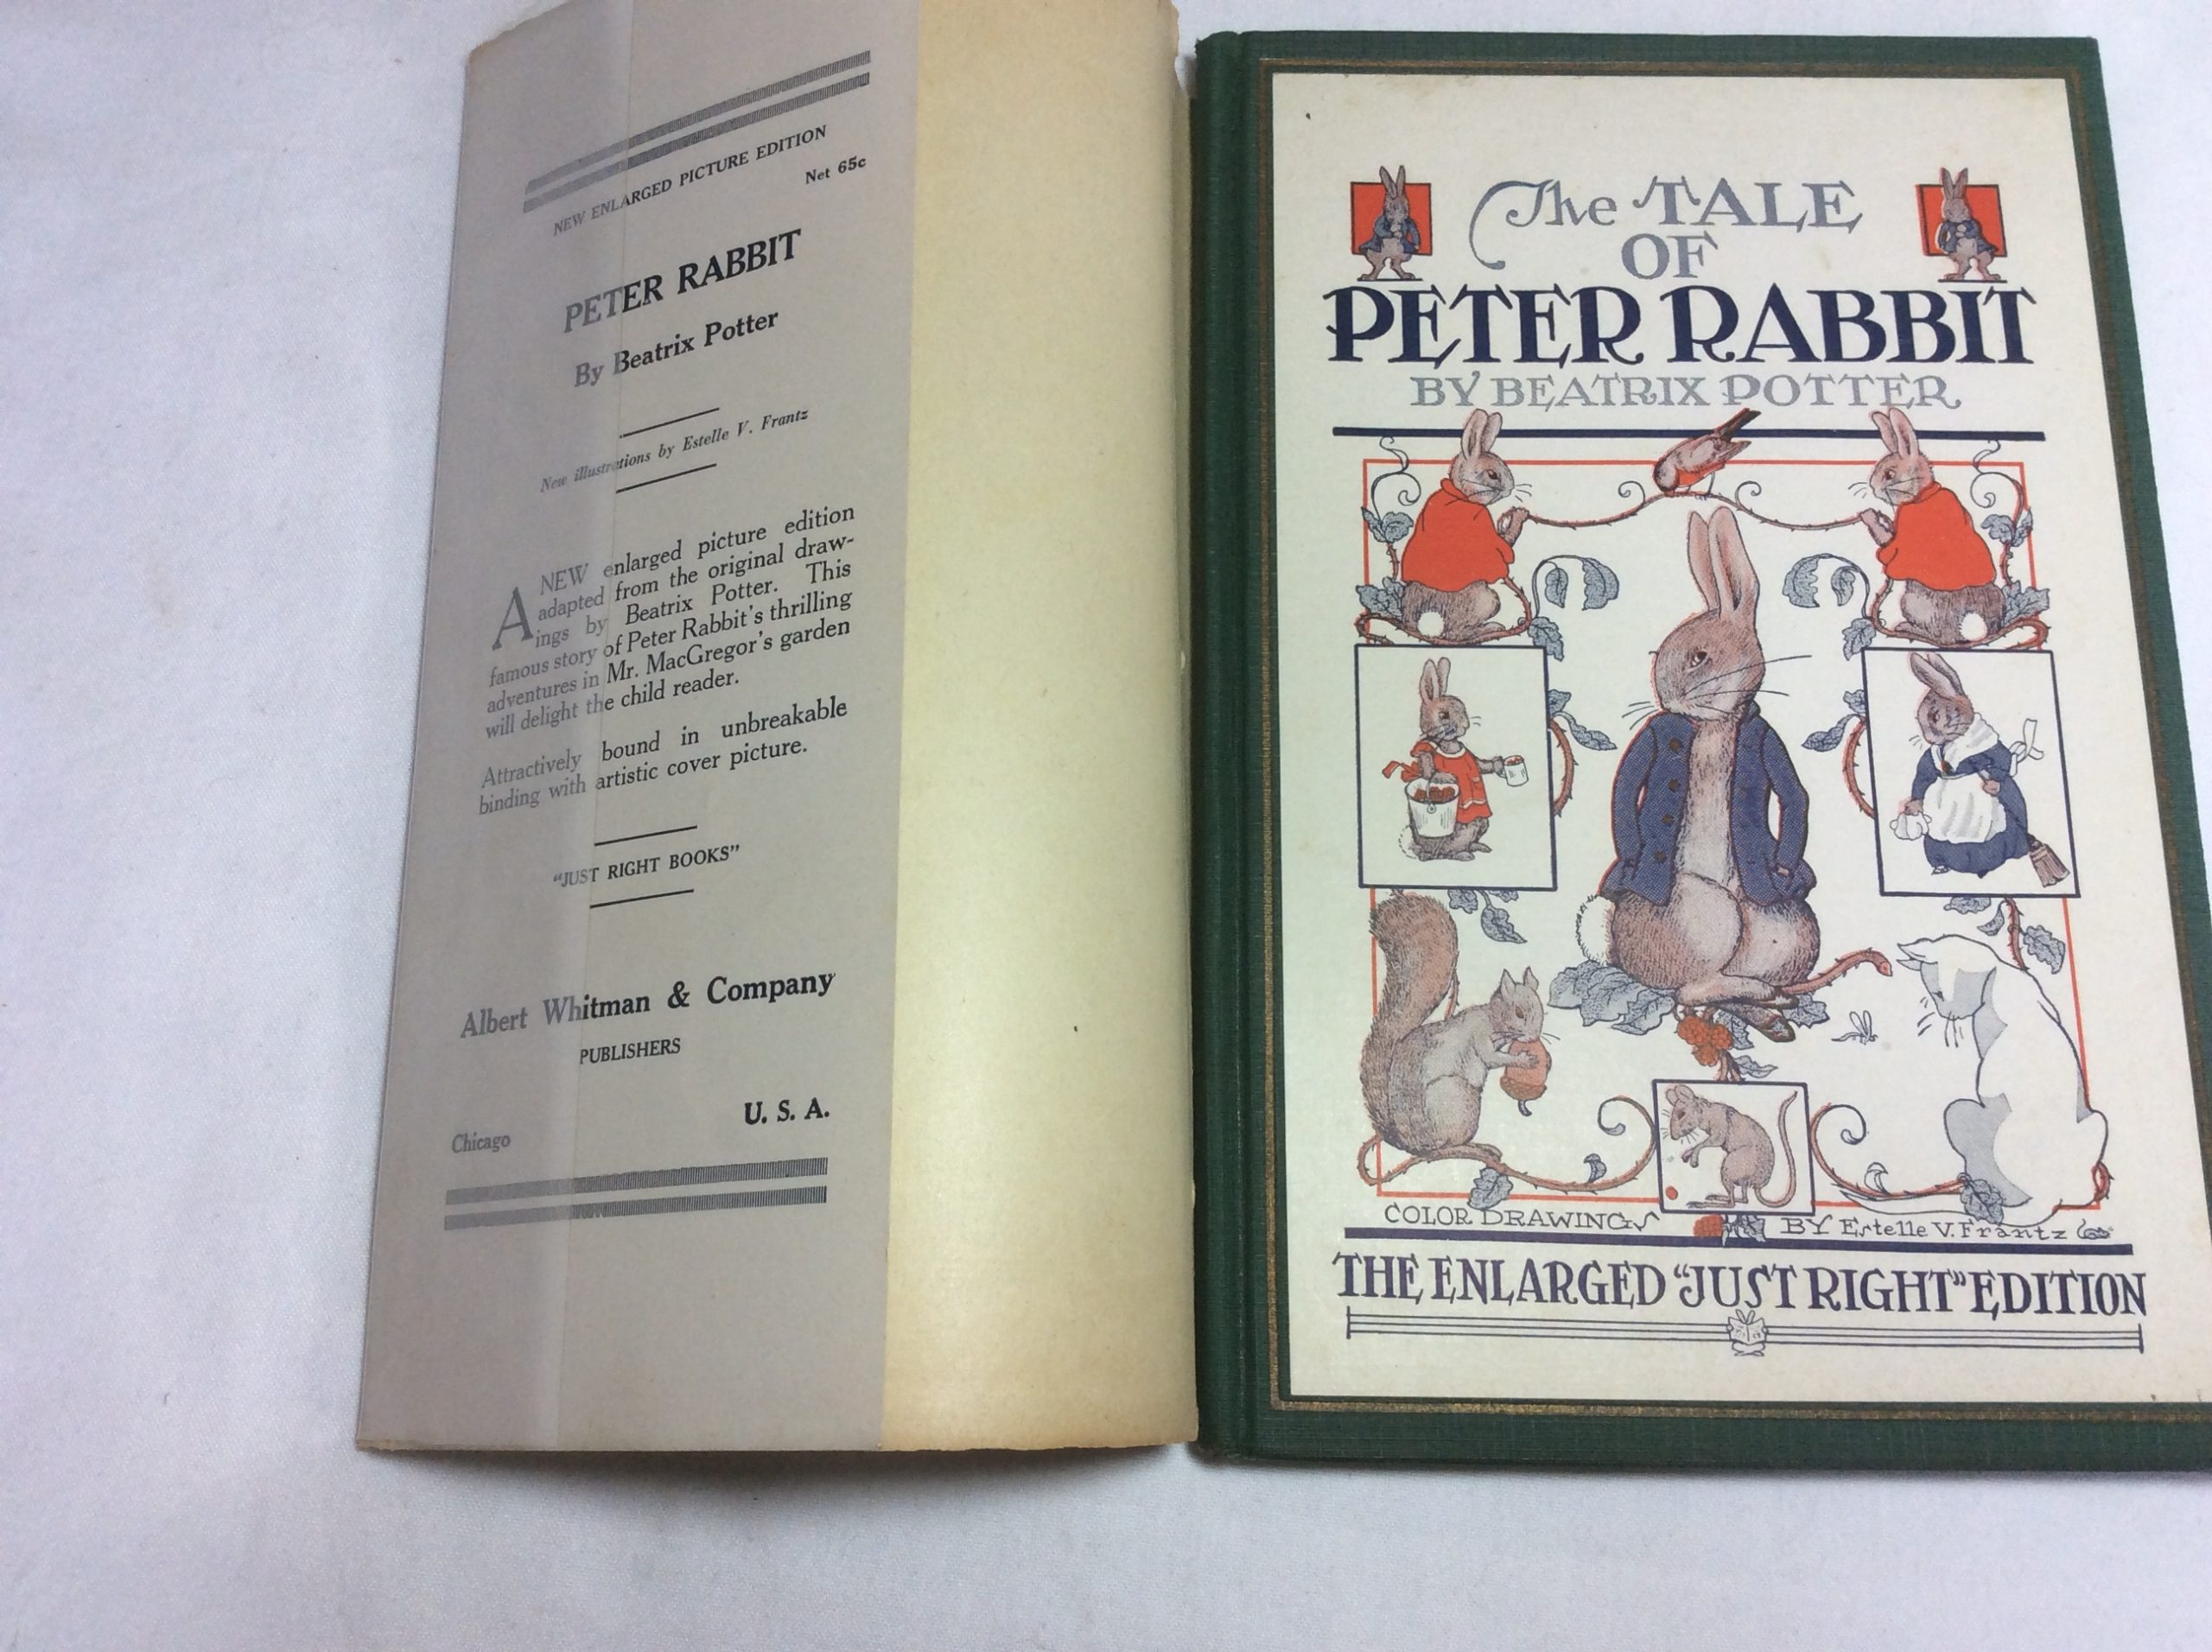 NEW ENLARGED PICTURE EDITION
Net 65c
PETER RABBIT
By Beatrix Potter
New illustrations by Estelle V. Frantz
A NEW enlarged picture edition
adapted from the original draw-
ings by Beatrix Potter. This
famous story of Peter Rabbit's thrilling
adventures in Mr. MacGregor's garden
will delight the child reader.
Attractively bound in unbreakable
binding with artistic cover picture.
"JUST RIGHT BOOKS"
Albert Whitman & Company
PUBLISHERS
Chicago U. S. A.
The TALE
OF
PETER RABBIT
BY BEATRIX POTTER
COLOR DRAWINGS BY Estelle V. Frantz
THE ENLARGED "JUST RIGHT" EDITION